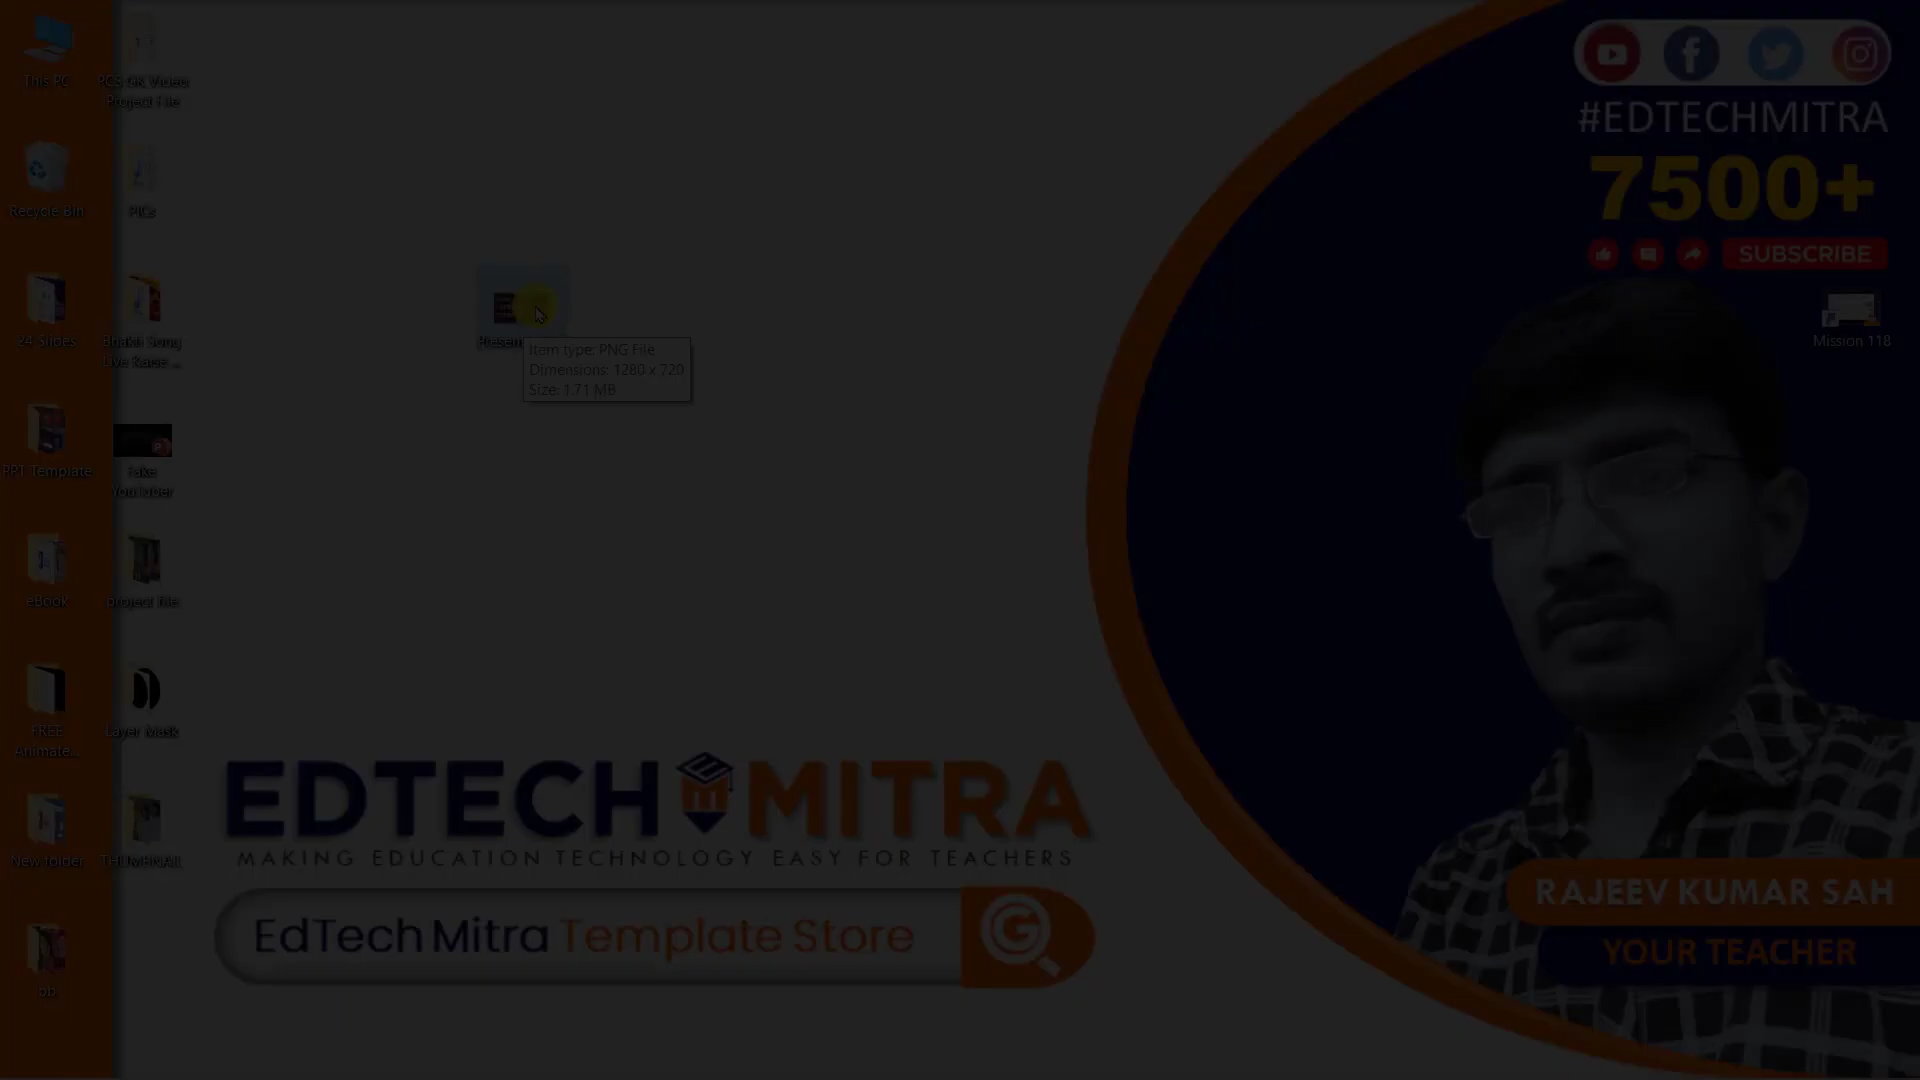 This PC
PCS GK Video
Project File
Recycle Bin
PICs
24 Slides
Bhakti Song
Live Raise ...
PPT Template
Fake
YouTuber
eBook
project file
FREE
Animate...
Layer Mask
New folder
THUMBNAIL
Item type: PNG File
Dimensions: 1280 x 720
Size: 1.71 MB
#EDTECHMITRA
7500+
SUBSCRIBE
Mission 118
EDTECH MITRA
MAKING EDUCATION TECHNOLOGY EASY FOR TEACHERS
EdTech Mitra Template Store
G
RAJEEV KUMAR SAH
YOUR TEACHER